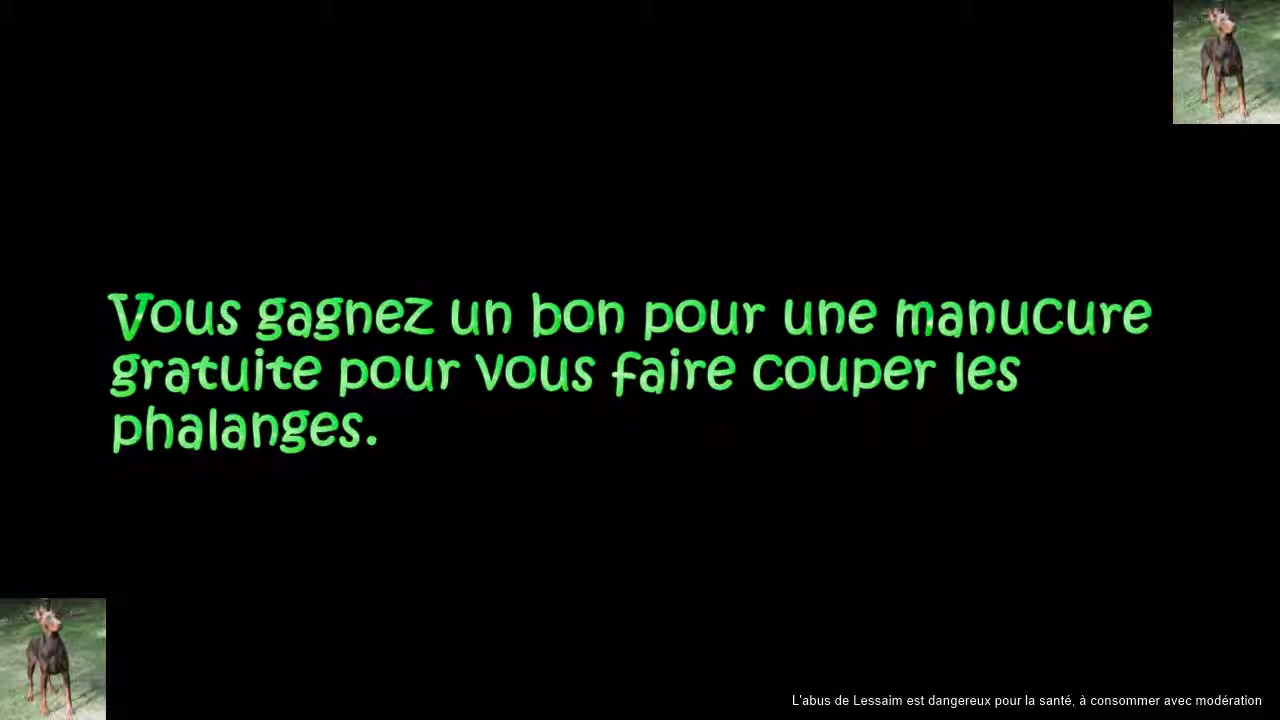 Vous gagnez un bon pour une manucure
gratuite pour vous faire couper les
phalanges.
L'abus de Lessaim est dangereux pour la santé, à consommer avec modération